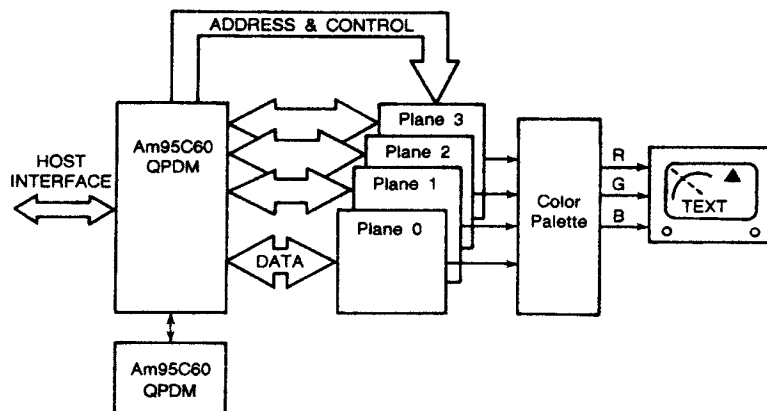 ADDRESS & CONTROL
Am95C60
QPDM
HOST
INTERFACE
Plane 3
Plane 2
Plane 1
Plane 0
DATA
Color
Palette
R
G
B
TEXT
Am95C60
QPDM